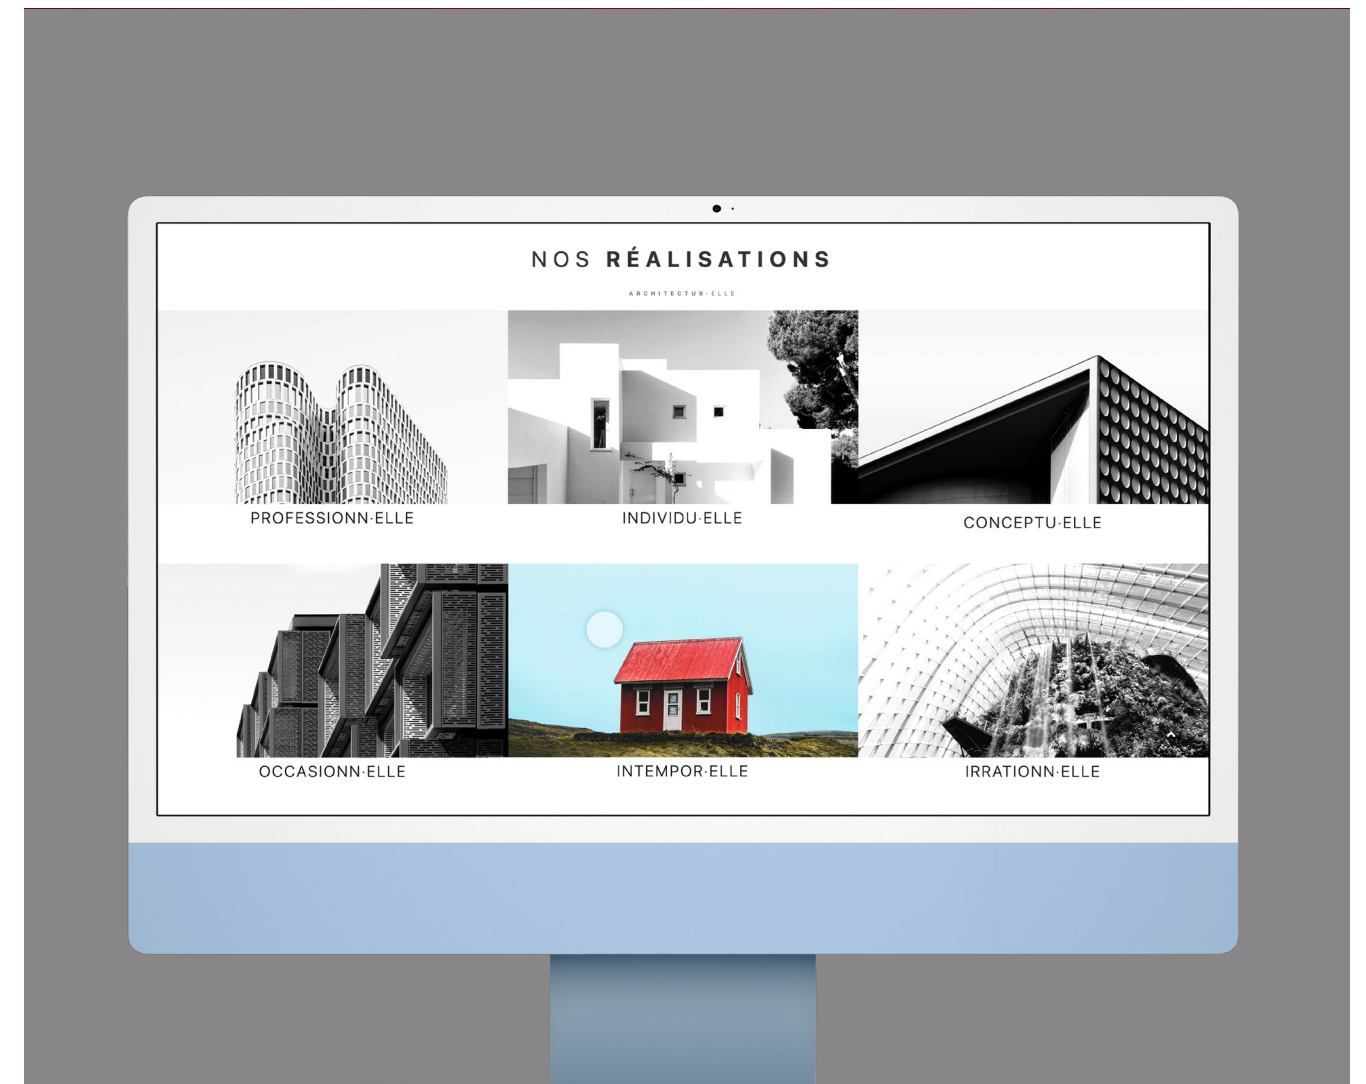 NOS RÉALISATIONS
ARCHITECTUR·ELLE
PROFESSIONN·ELLE
INDIVIDU·ELLE
CONCEPTU·ELLE
OCCASIONN·ELLE
INTEMPOR·ELLE
IRRATIONN·ELLE